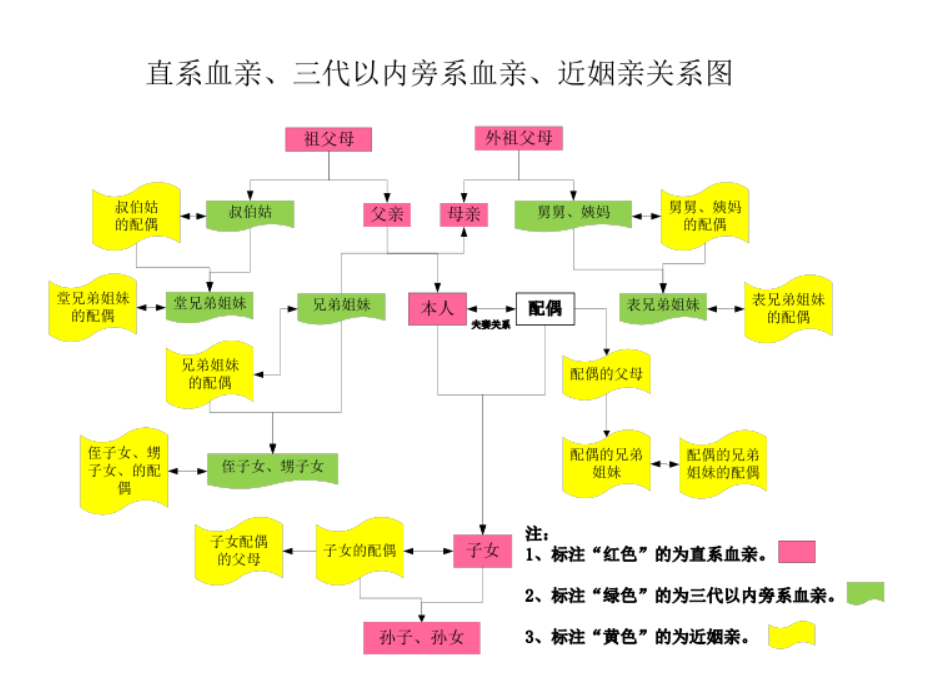 直系血亲、三代以内旁系血亲、近姻亲关系图
祖父母
外祖父母
叔伯姑
的配偶
叔伯姑
父亲
母亲
舅舅、姨妈
舅舅、姨妈
的配偶
堂兄弟姐妹
的配偶
堂兄弟姐妹
兄弟姐妹
本人
夫妻关系
配偶
表兄弟姐妹
表兄弟姐妹
的配偶
兄弟姐妹
的配偶
配偶的父母
侄子女、甥
子女、的配
偶
侄子女、甥子女
配偶的兄弟
姐妹
配偶的兄弟
姐妹的配偶
子女配偶
的父母
子女的配偶
子女
孙子、孙女
注：
1、标注“红色”的为直系血亲。
2、标注“绿色”的为三代以内旁系血亲。
3、标注“黄色”的为近姻亲。